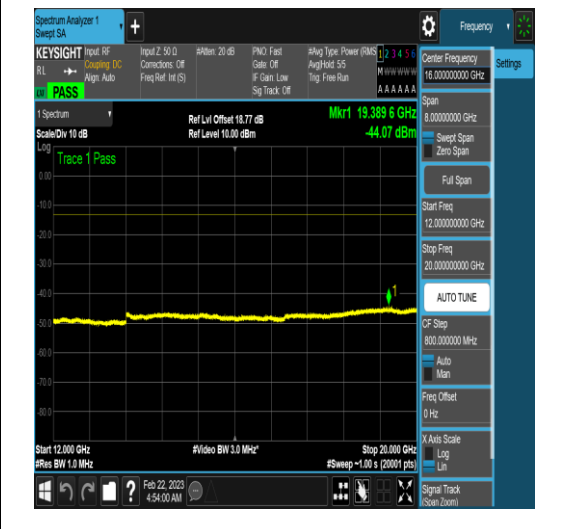 Spectrum Analyzer 1
Swept SA
Frequency
KEYSIGHT
RL
Input: RF
Coupling: DC
Align: Auto
Input Z: 50 Ω
Corrections: Off
Freq Ref: Int (S)
#Atten: 20 dB
PNO: Fast
Gate: Off
IF Gain: Low
Sig Track: Off
#Avg Type: Power (RMS
Avg|Hold: 5/5
Trig: Free Run
1 2 3 4 5 6
M w w w w w
A A A A A A
PASS
1 Spectrum
Scale/Div 10 dB
Ref Lvl Offset 18.77 dB
Ref Level 10.00 dBm
Mkr1 19.389 6 GHz
-44.07 dBm
Log
Trace 1 Pass
0.00
-10.0
-20.0
-30.0
-40.0
-50.0
-60.0
-70.0
-80.0
1
Start 12.000 GHz
#Res BW 1.0 MHz
#Video BW 3.0 MHz*
Stop 20.000 GHz
#Sweep ~1.00 s (20001 pts)
Feb 22, 2023
4:54:00 AM
Center Frequency
16.000000000 GHz
Settings
Span
8.00000000 GHz
Swept Span
Zero Span
Full Span
Start Freq
12.000000000 GHz
Stop Freq
20.000000000 GHz
AUTO TUNE
CF Step
800.000000 MHz
Auto
Man
Freq Offset
0 Hz
X Axis Scale
Log
Lin
Signal Track
(Span Zoom)